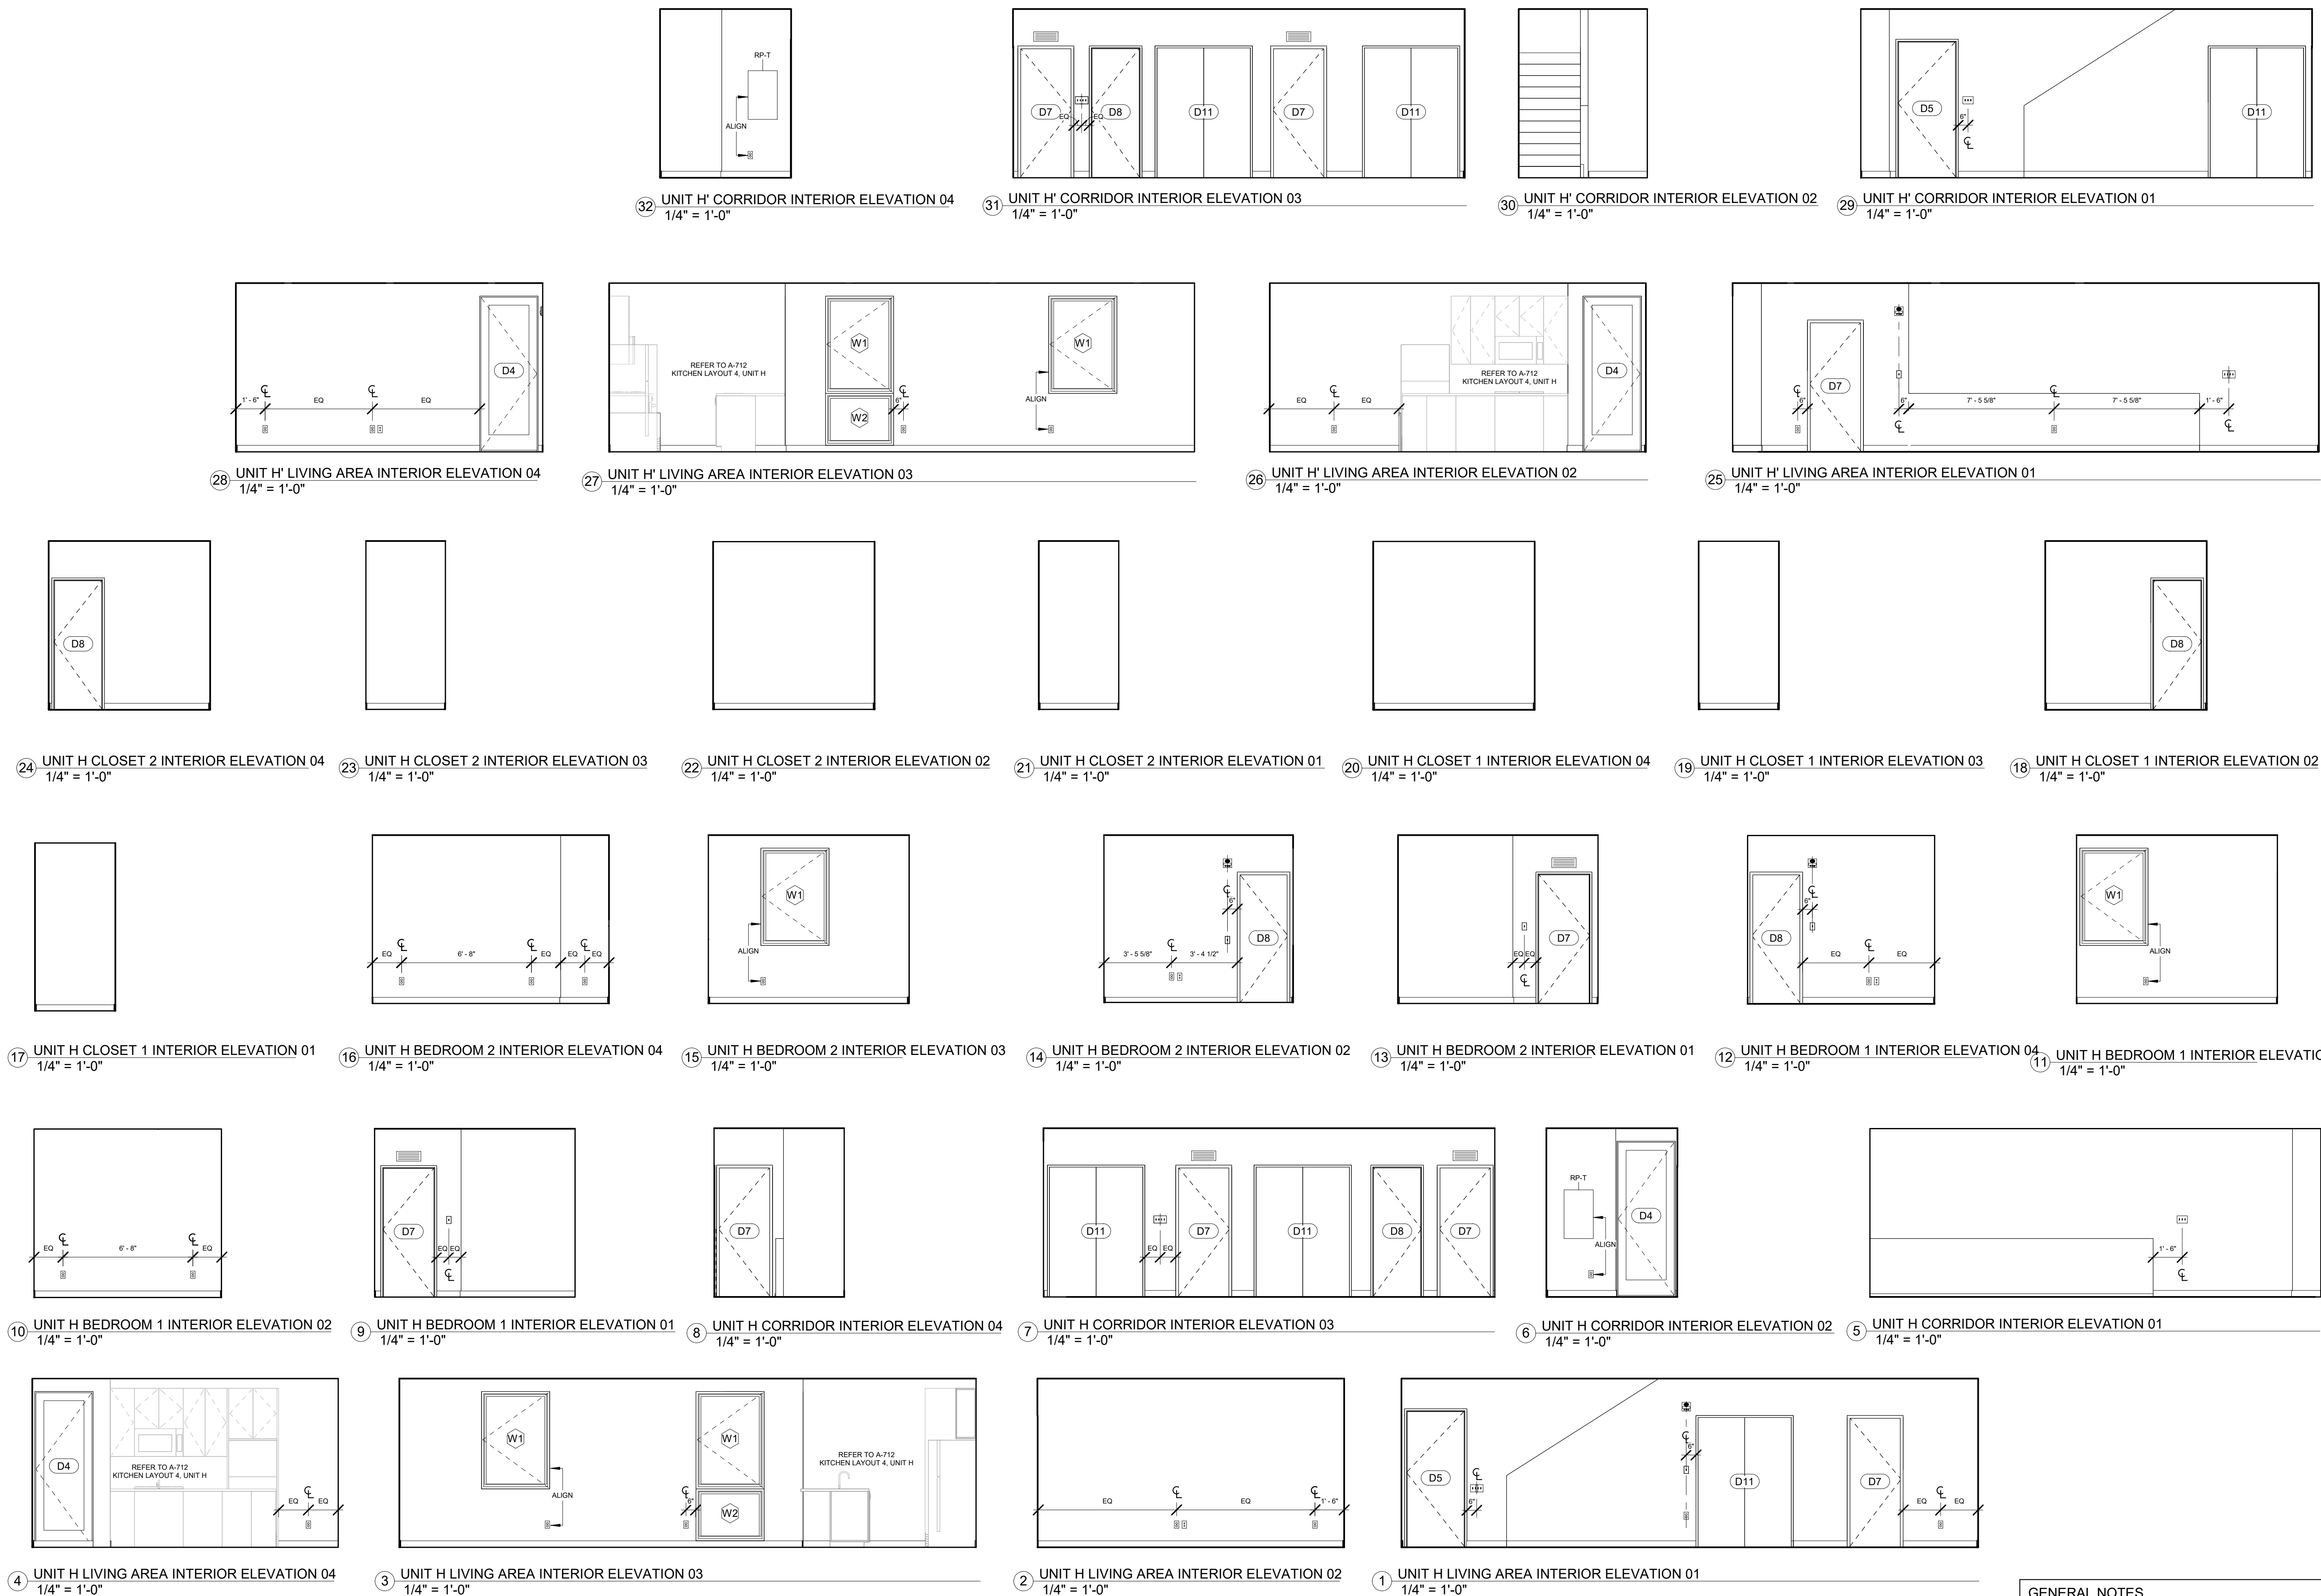 RP-T
ALIGN
32 UNIT H' CORRIDOR INTERIOR ELEVATION 04
1/4" = 1'-0"
D7
EQ
EQ
D8
D11
D7
D11
31 UNIT H' CORRIDOR INTERIOR ELEVATION 03
1/4" = 1'-0"
30 UNIT H' CORRIDOR INTERIOR ELEVATION 02
1/4" = 1'-0"
D5
6"
D11
29 UNIT H' CORRIDOR INTERIOR ELEVATION 01
1/4" = 1'-0"
1' - 6"
EQ
EQ
D4
28 UNIT H' LIVING AREA INTERIOR ELEVATION 04
1/4" = 1'-0"
REFER TO A-712
KITCHEN LAYOUT 4, UNIT H
W1
W2
6"
W1
ALIGN
27 UNIT H' LIVING AREA INTERIOR ELEVATION 03
1/4" = 1'-0"
EQ
EQ
REFER TO A-712
KITCHEN LAYOUT 4, UNIT H
D4
26 UNIT H' LIVING AREA INTERIOR ELEVATION 02
1/4" = 1'-0"
6"
D7
6"
7' - 5 5/8"
7' - 5 5/8"
1' - 6"
25 UNIT H' LIVING AREA INTERIOR ELEVATION 01
1/4" = 1'-0"
D8
24 UNIT H CLOSET 2 INTERIOR ELEVATION 04
1/4" = 1'-0"
23 UNIT H CLOSET 2 INTERIOR ELEVATION 03
1/4" = 1'-0"
22 UNIT H CLOSET 2 INTERIOR ELEVATION 02
1/4" = 1'-0"
21 UNIT H CLOSET 2 INTERIOR ELEVATION 01
1/4" = 1'-0"
20 UNIT H CLOSET 1 INTERIOR ELEVATION 04
1/4" = 1'-0"
19 UNIT H CLOSET 1 INTERIOR ELEVATION 03
1/4" = 1'-0"
D8
18 UNIT H CLOSET 1 INTERIOR ELEVATION 02
1/4" = 1'-0"
17 UNIT H CLOSET 1 INTERIOR ELEVATION 01
1/4" = 1'-0"
EQ
6' - 8"
EQ
EQ
EQ
16 UNIT H BEDROOM 2 INTERIOR ELEVATION 04
1/4" = 1'-0"
W1
ALIGN
15 UNIT H BEDROOM 2 INTERIOR ELEVATION 03
1/4" = 1'-0"
6"
3' - 5 5/8"
3' - 4 1/2"
D8
14 UNIT H BEDROOM 2 INTERIOR ELEVATION 02
1/4" = 1'-0"
EQ
EQ
D7
13 UNIT H BEDROOM 2 INTERIOR ELEVATION 01
1/4" = 1'-0"
D8
6"
EQ
EQ
12 UNIT H BEDROOM 1 INTERIOR ELEVATION 04
1/4" = 1'-0"
W1
ALIGN
11 UNIT H BEDROOM 1 INTERIOR
1/4" = 1'-0"
EQ
6' - 8"
EQ
10 UNIT H BEDROOM 1 INTERIOR ELEVATION 02
1/4" = 1'-0"
D7
EQ
EQ
9 UNIT H BEDROOM 1 INTERIOR ELEVATION 01
1/4" = 1'-0"
D7
8 UNIT H CORRIDOR INTERIOR ELEVATION 04
1/4" = 1'-0"
D11
EQ
EQ
D7
D11
D8
D7
7 UNIT H CORRIDOR INTERIOR ELEVATION 03
1/4" = 1'-0"
RP-T
ALIGN
D4
6 UNIT H CORRIDOR INTERIOR ELEVATION 02
1/4" = 1'-0"
1' - 6"
5 UNIT H CORRIDOR INTERIOR ELEVATION 01
1/4" = 1'-0"
D4
REFER TO A-712
KITCHEN LAYOUT 4, UNIT H
EQ
EQ
4 UNIT H LIVING AREA INTERIOR ELEVATION 04
1/4" = 1'-0"
W1
ALIGN
6"
W1
W2
REFER TO A-712
KITCHEN LAYOUT 4, UNIT H
3 UNIT H LIVING AREA INTERIOR ELEVATION 03
1/4" = 1'-0"
EQ
EQ
1' - 6"
2 UNIT H LIVING AREA INTERIOR ELEVATION 02
1/4" = 1'-0"
D5
6"
6"
D11
D7
EQ
EQ
1 UNIT H LIVING AREA INTERIOR ELEVATION 01
1/4" = 1'-0"
GENERAL NOTES